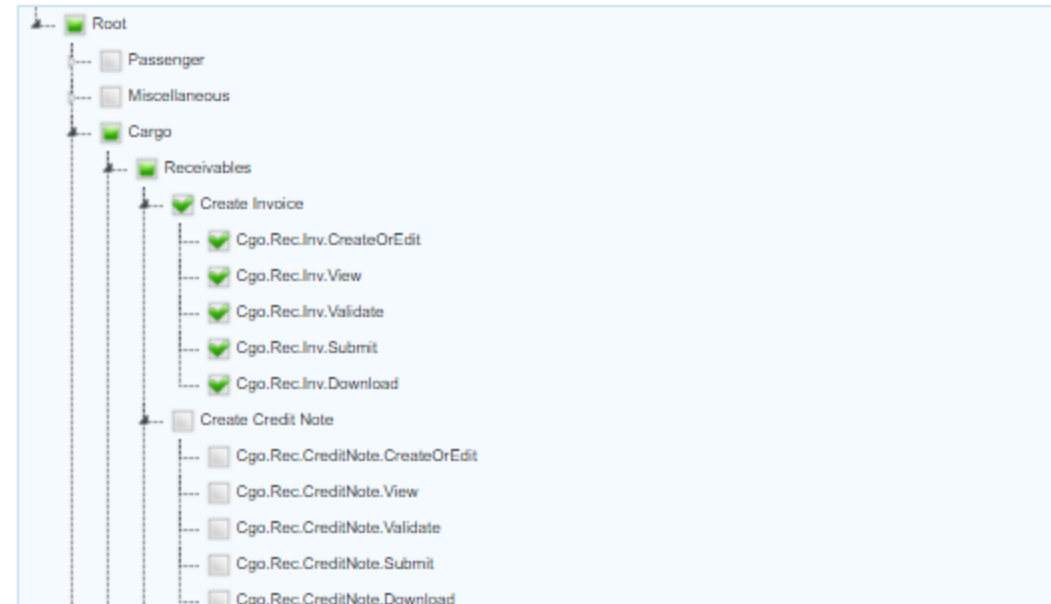 Root
Passenger
Miscellaneous
Cargo
Receivables
Create Invoice
Cgo.Rec.Inv.CreateOrEdit
Cgo.Rec.Inv.View
Cgo.Rec.Inv.Validate
Cgo.Rec.Inv.Submit
Cgo.Rec.Inv.Download
Create Credit Note
Cgo.Rec.CreditNote.CreateOrEdit
Cgo.Rec.CreditNote.View
Cgo.Rec.CreditNote.Validate
Cgo.Rec.CreditNote.Submit
Cgo.Rec.CreditNote.Download